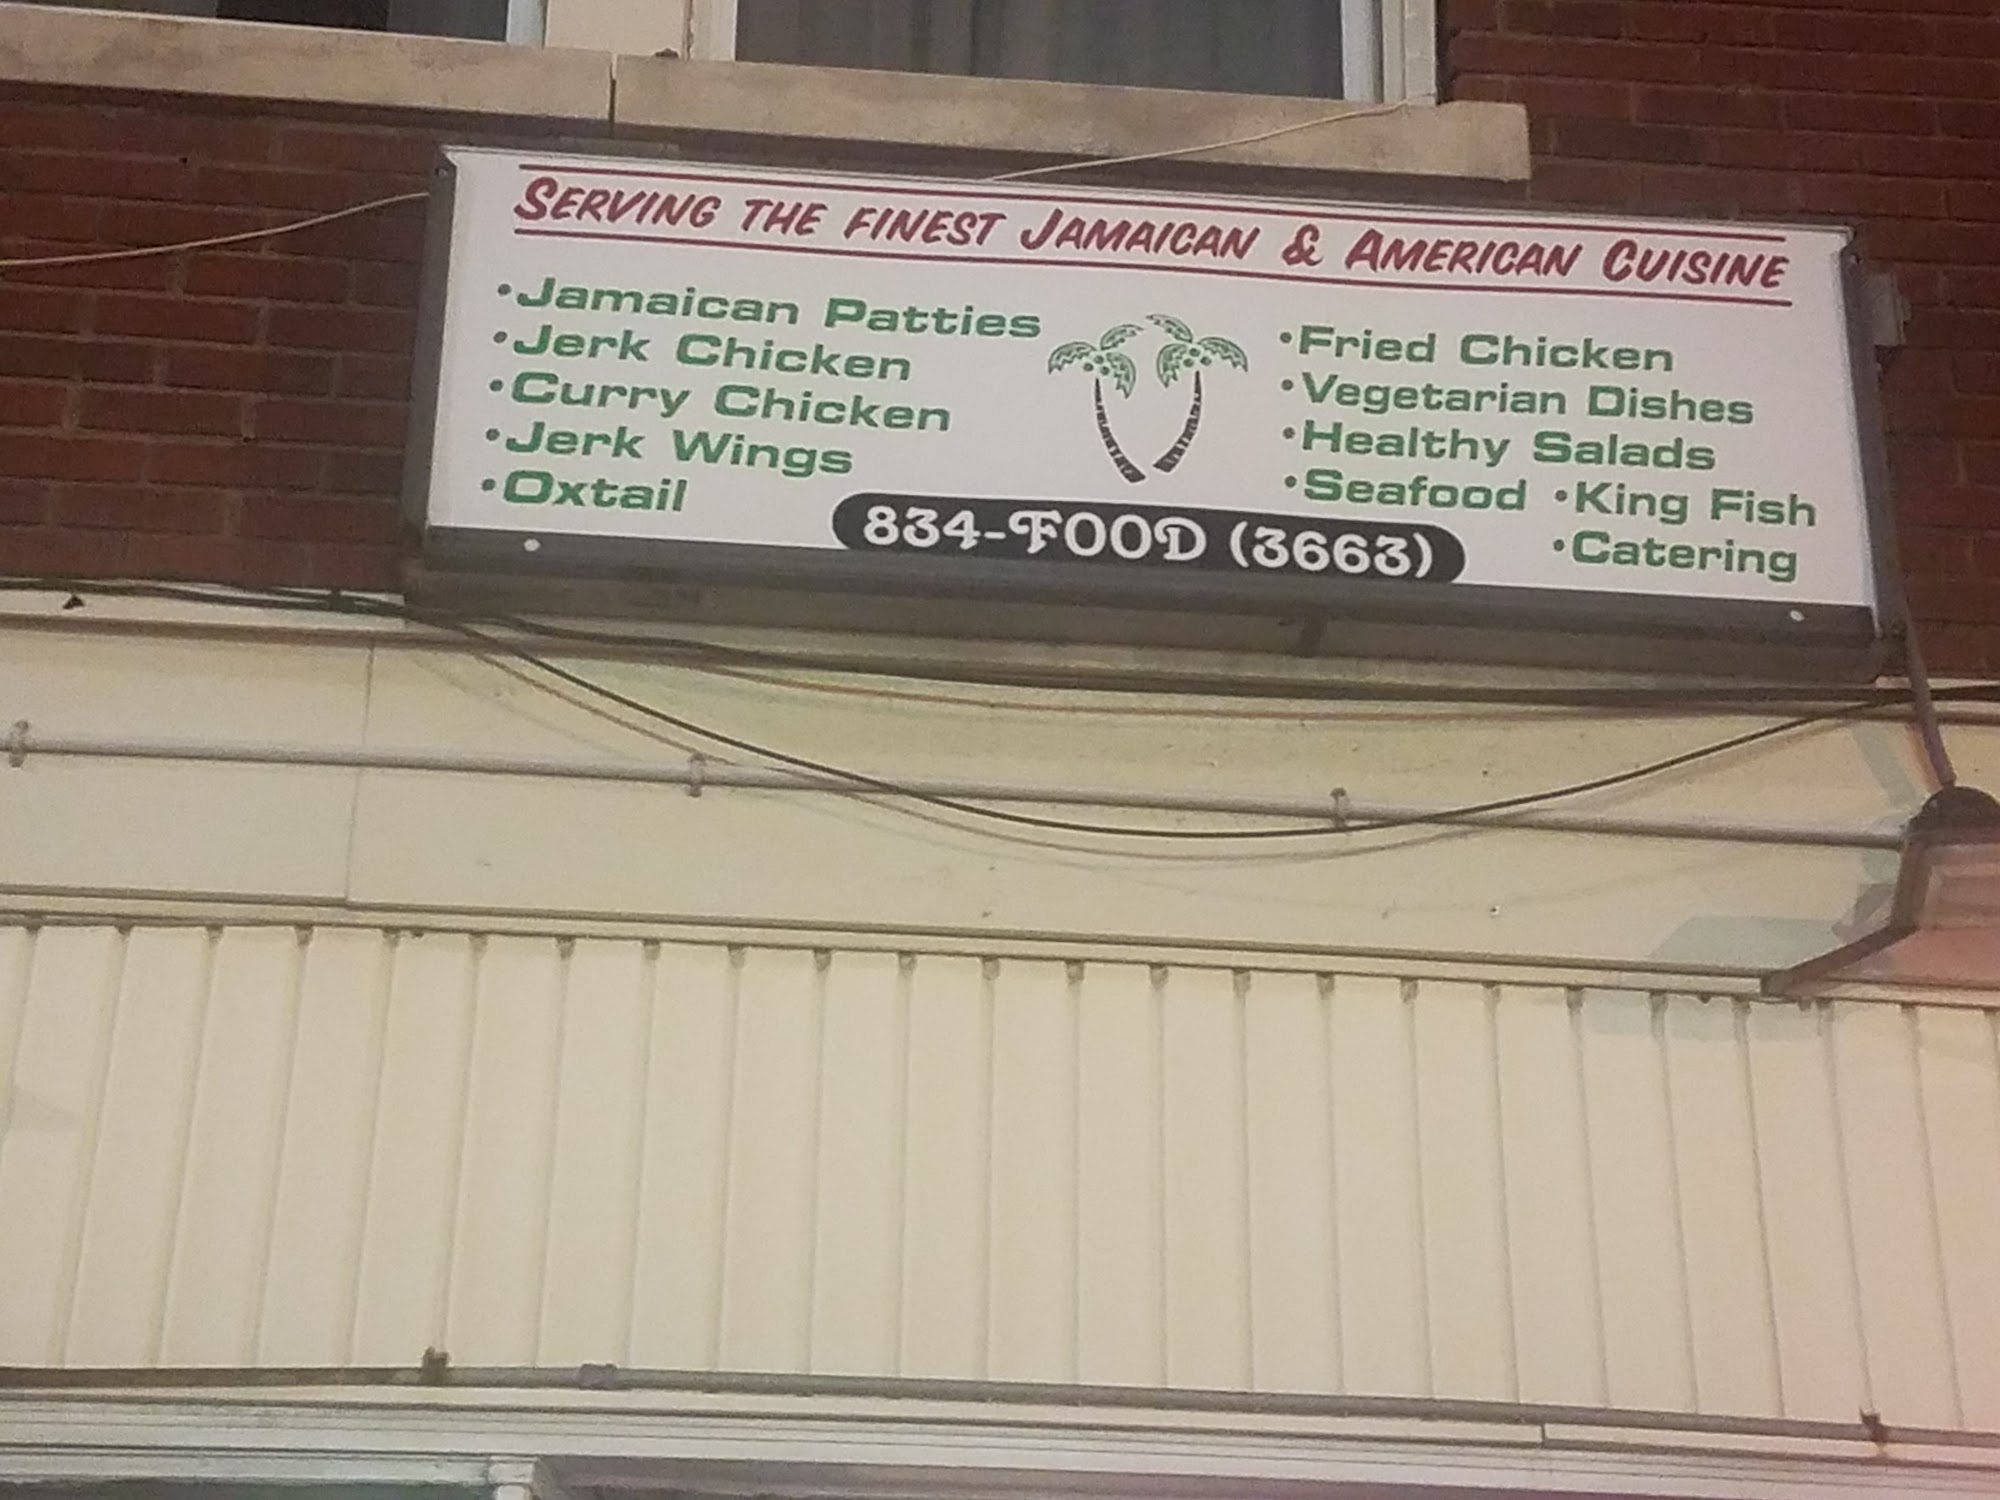 SERVING THE FINEST JAMAICAN & AMERICAN CUISINE
•Jamaican Patties
•Jerk Chicken
•Curry Chicken
•Jerk Wings
•Oxtail
•Fried Chicken
•Vegetarian Dishes
•Healthy Salads
•Seafood •King Fish
•Catering
834-FOOD (3663)